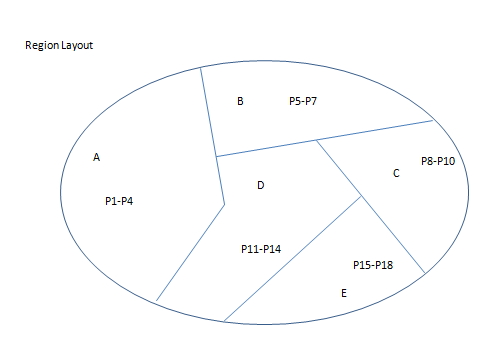 Region Layout
B P5-P7
A
P8-P10
C
D
P1-P4
P11-P14
P15-P18
E